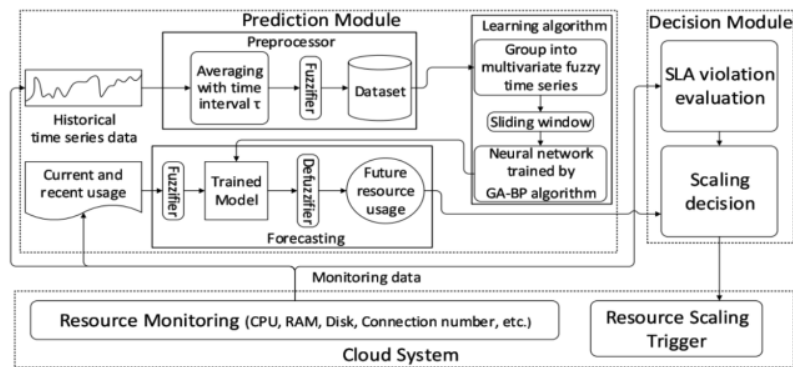 Prediction Module
Preprocessor
Averaging
with time
interval τ
Fuzzifier
Dataset
Historical
time series data
Learning algorithm
Group into
multivariate fuzzy
time series
Sliding window
Neural network
trained by
GA-BP algorithm
Current and
recent usage
Fuzzifier
Trained
Model
Defuzzifier
Future
resource
usage
Forecasting
Decision Module
SLA violation
evaluation
Scaling
decision
Monitoring data
Resource Monitoring (CPU, RAM, Disk, Connection number, etc.)
Resource Scaling
Trigger
Cloud System